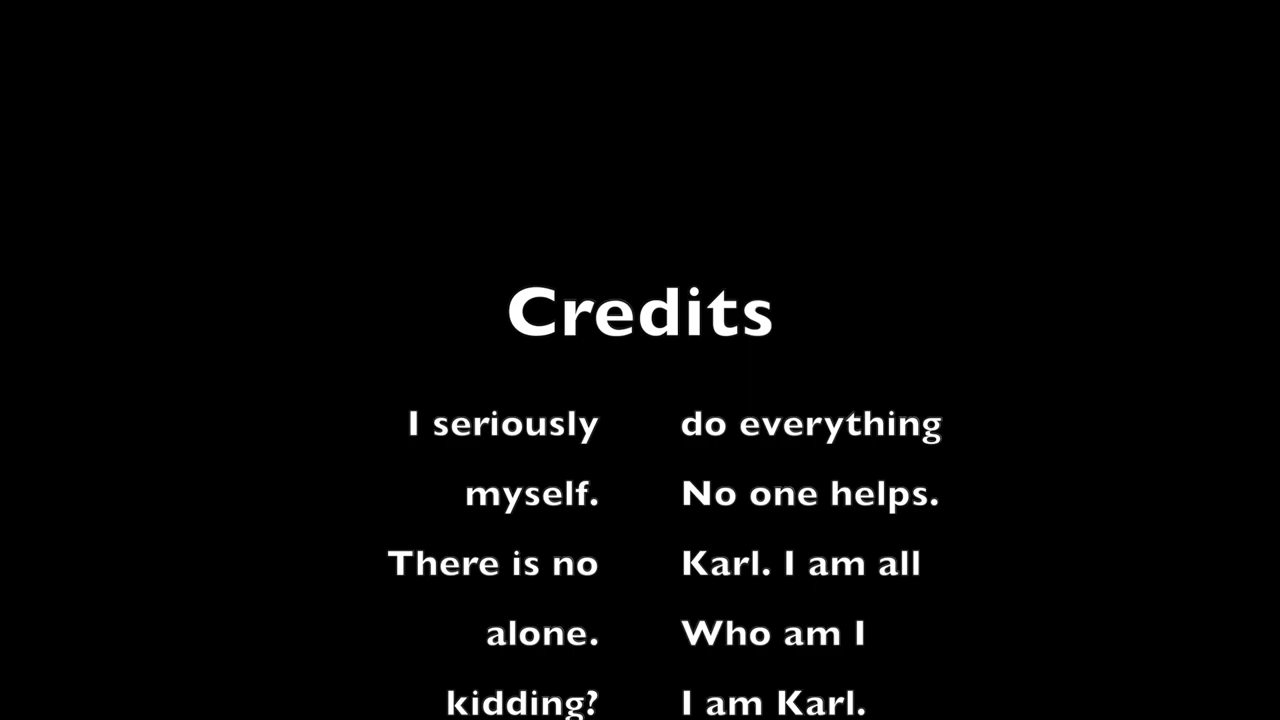 Credits
I seriously do everything
myself. No one helps.
There is no Karl. I am all
alone. Who am I
kidding? I am Karl.